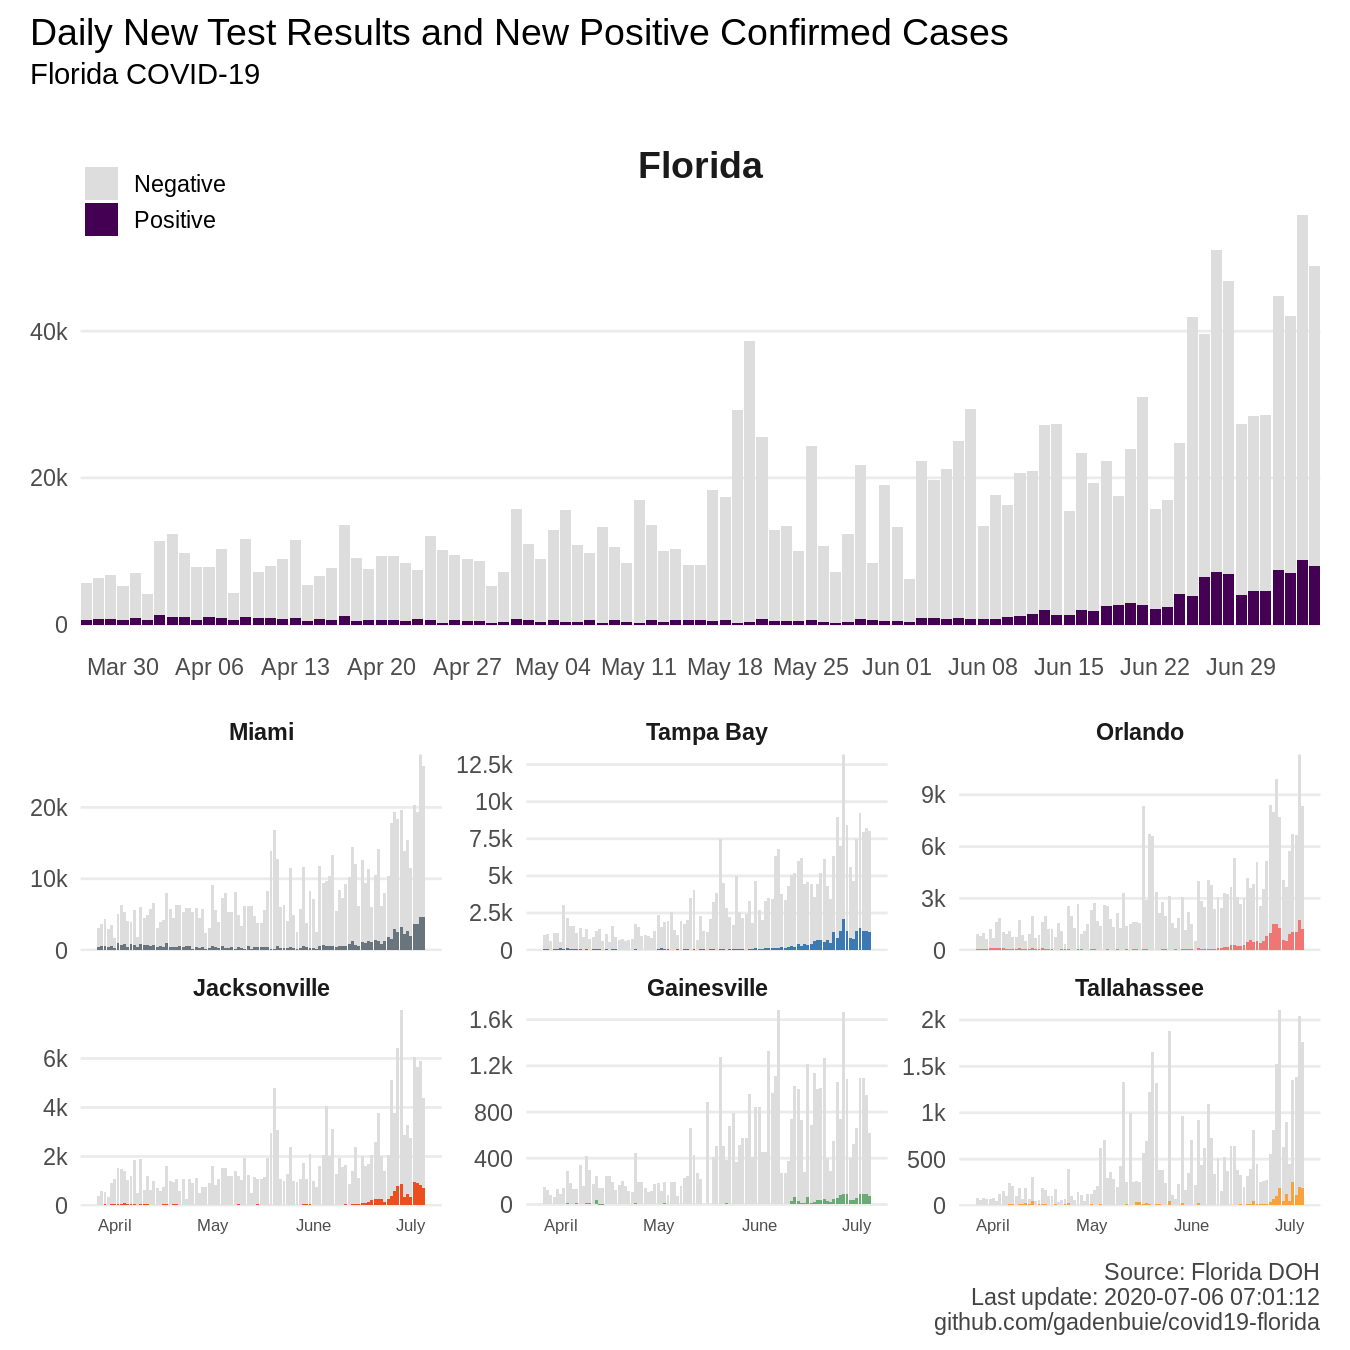 Daily New Test Results and New Positive Confirmed Cases
Florida COVID-19
Florida
Negative
Positive
40k
20k
0
Mar 30 Apr 06 Apr 13 Apr 20 Apr 27 May 04 May 11 May 18 May 25 Jun 01 Jun 08 Jun 15 Jun 22 Jun 29
Miami
20k
10k
0
Tampa Bay
12.5k
10k
7.5k
5k
2.5k
0
Orlando
9k
6k
3k
0
Jacksonville
6k
4k
2k
0
April May June July
Gainesville
1.6k
1.2k
800
400
0
April May June July
Tallahassee
2k
1.5k
1k
500
0
April May June July
Source: Florida DOH
Last update: 2020-07-06 07:01:12
github.com/gadenbuie/covid19-florida